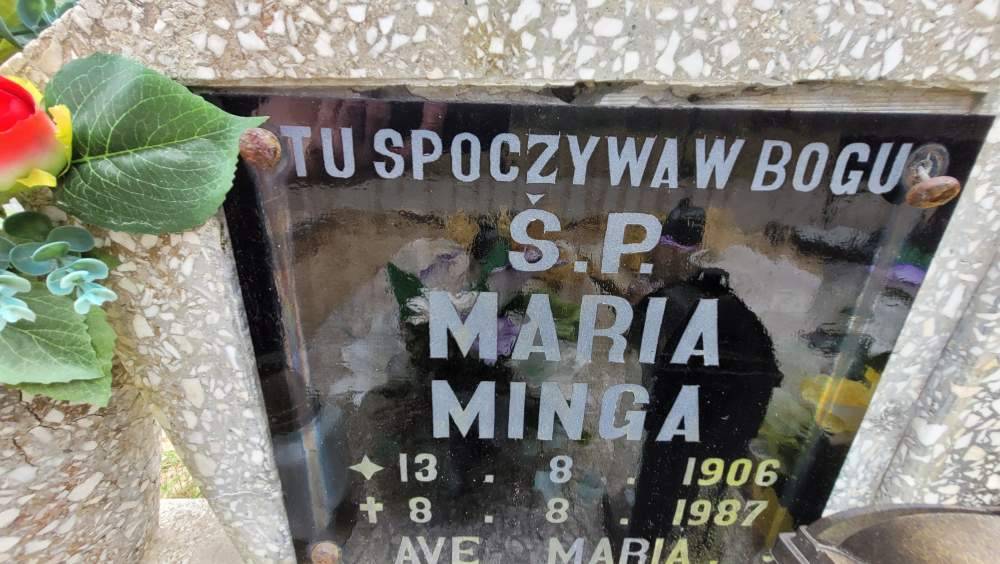 TU SPOCZYWA W BOGU
Ś.P.
MARIA
MINGA
13 . 8 . 1906
✝ 8 . 8 . 1987
AVE MARIA.